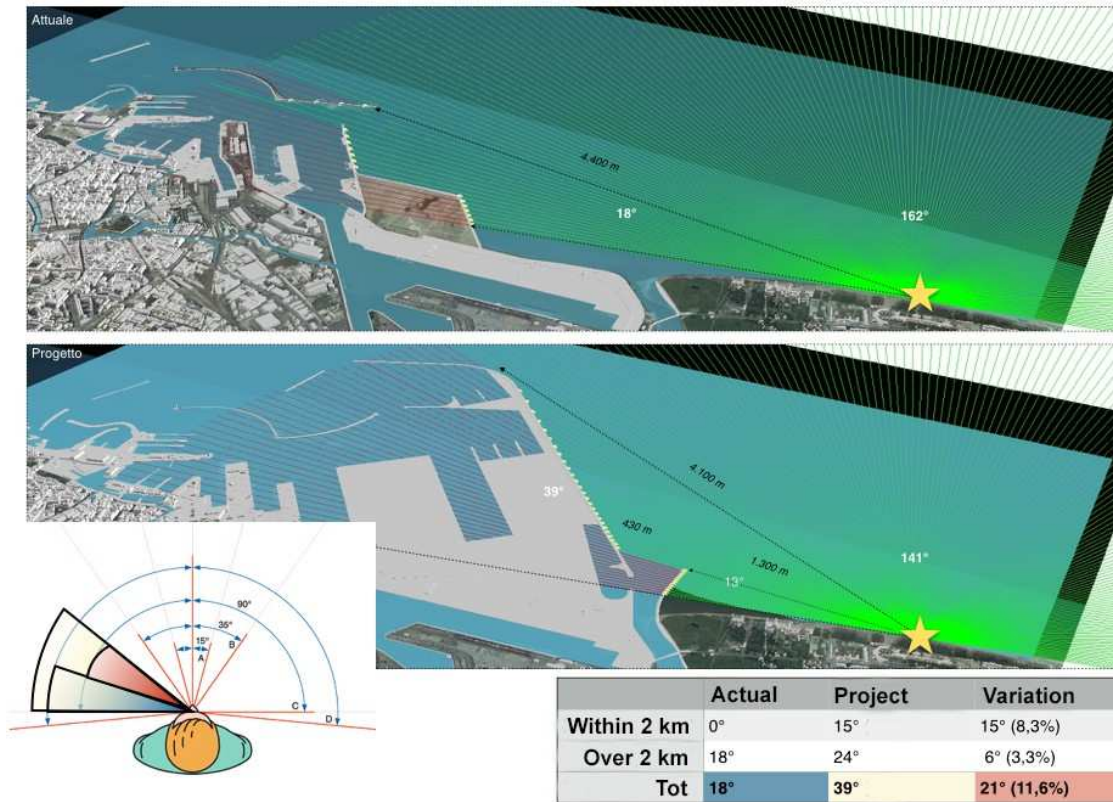 Attuale
4.400 m
18°
162°
Progetto
39°
4.100 m
430 m
1.300 m
13°
141°
90°
35°
15°
B
A
C
D
Actual Project Variation
Within 2 km 0° 15° 15° (8,3%)
Over 2 km 18° 24° 6° (3,3%)
Tot 18° 39° 21° (11,6%)